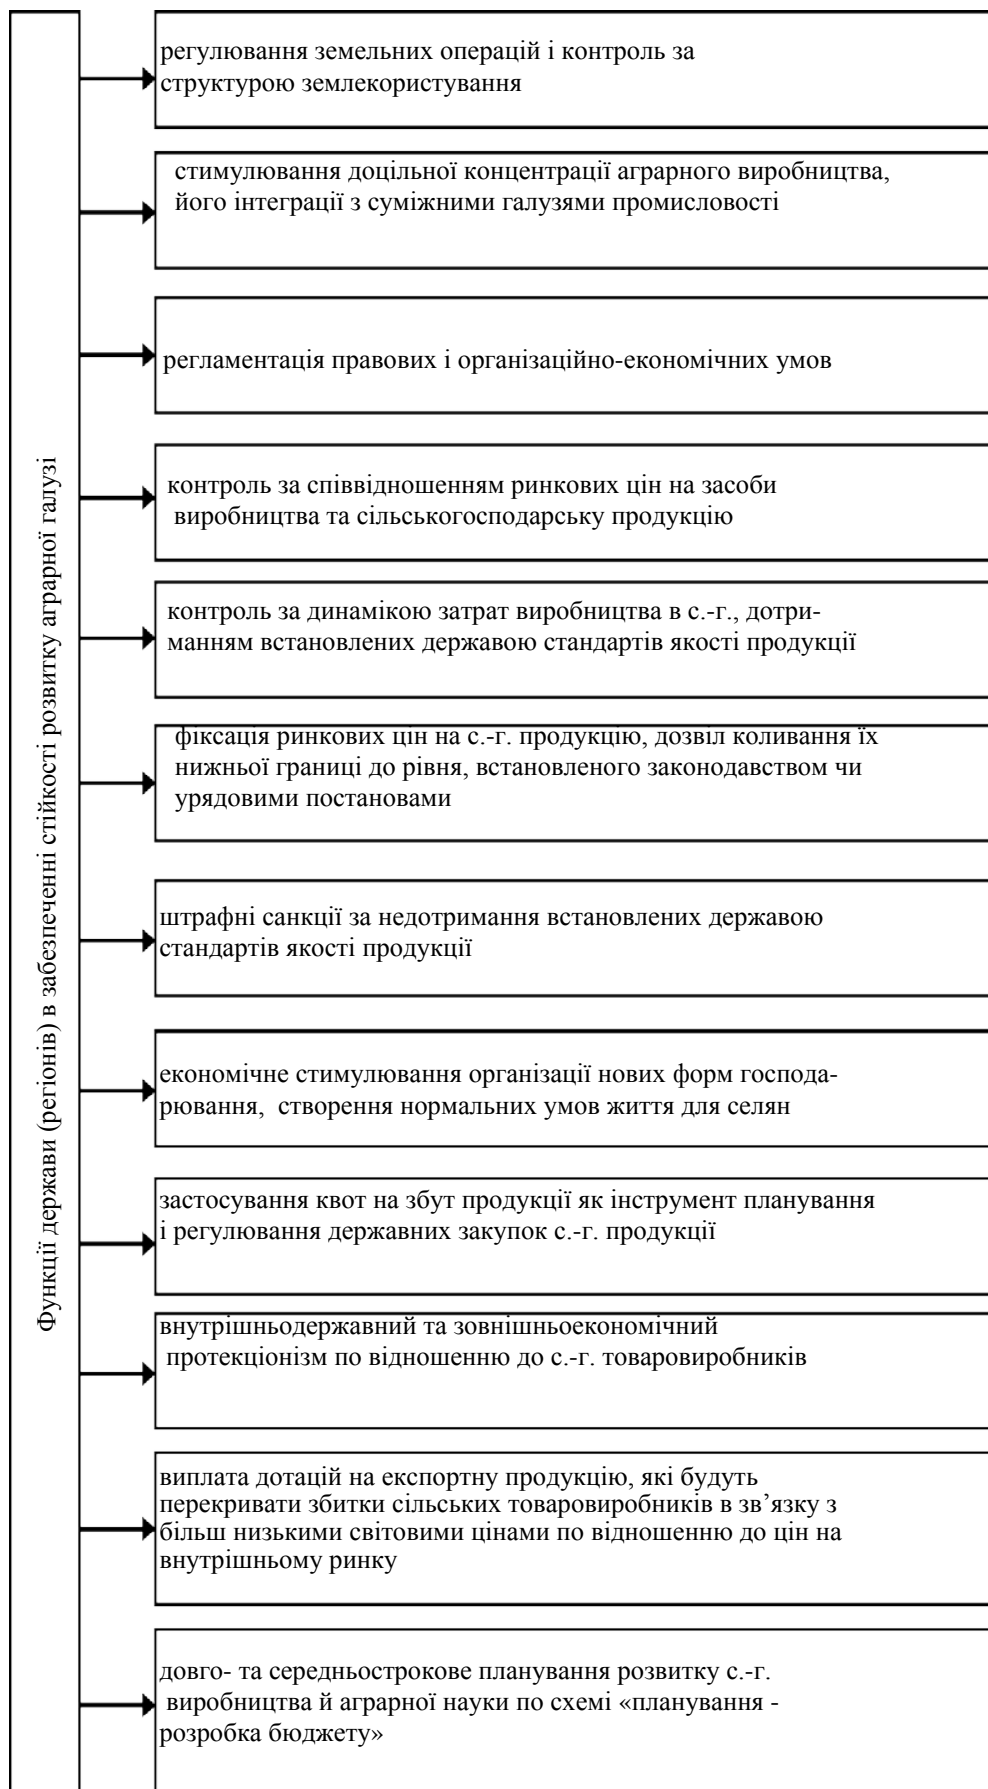 Функції держави (регіонів) в забезпеченні стійкості розвитку аграрної галузі
регулювання земельних операцій і контроль за
структурою землекористування
стимулювання доцільної концентрації аграрного виробництва,
його інтеграції з суміжними галузями промисловості
регламентація правових і організаційно-економічних умов
контроль за співвідношенням ринкових цін на засоби
виробництва та сільськогосподарську продукцію
контроль за динамікою затрат виробництва в с.-г., дотри-
манням встановлених державою стандартів якості продукції
фіксація ринкових цін на с.-г. продукцію, дозвіл коливання їх
нижньої границі до рівня, встановленого законодавством чи
урядовими постановами
штрафні санкції за недотримання встановлених державою
стандартів якості продукції
економічне стимулювання організації нових форм господа-
рювання, створення нормальних умов життя для селян
застосування квот на збут продукції як інструмент планування
і регулювання державних закупок с.-г. продукції
внутрішньодержавний та зовнішньоекономічний
протекціонізм по відношенню до с.-г. товаровиробників
виплата дотацій на експортну продукцію, які будуть
перекривати збитки сільських товаровиробників в зв’язку з
більш низькими світовими цінами по відношенню до цін на
внутрішньому ринку
довго- та середньострокове планування розвитку с.-г.
виробництва й аграрної науки по схемі «планування -
розробка бюджету»